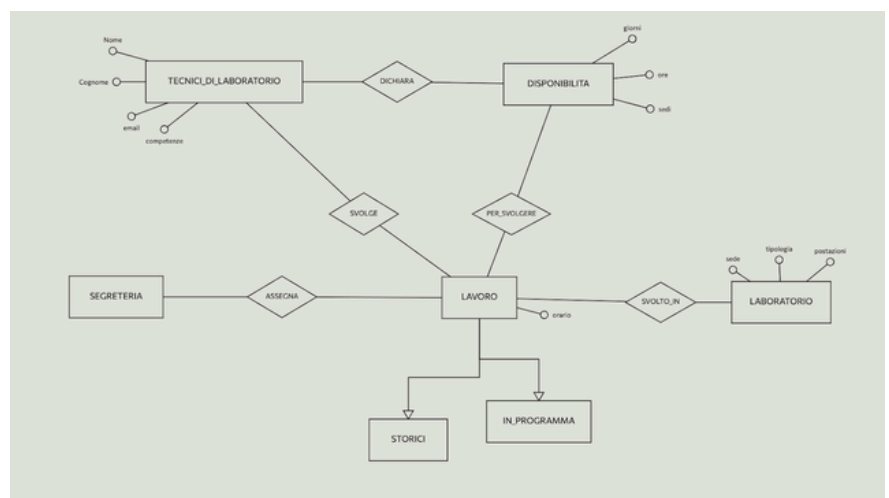 giorni
Nome
TECNICI_DI_LABORATORIO
DICHIARA
DISPONIBILITA
ore
Cognome
sedi
email
competenze
SVOLGE
PER_SVOLGERE
tipologia
postazioni
sede
SEGRETERIA
ASSEGNA
LAVORO
SVOLTO_IN
LABORATORIO
orario
IN_PROGRAMMA
STORICI